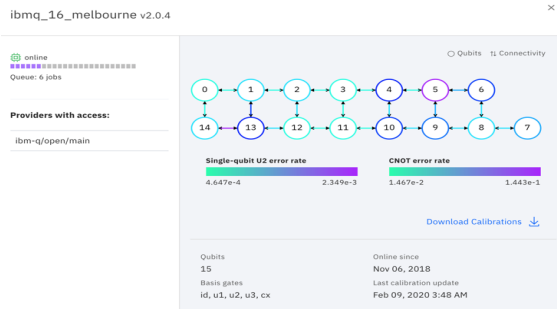 ibmq_16_melbourne v2.0.4
×
online
Queue: 6 jobs
Providers with access:
ibm-q/open/main
Qubits Connectivity
0 1 2 3 4 5 6
14 13 12 11 10 9 8 7
Single-qubit U2 error rate
4.647e-4 2.349e-3
CNOT error rate
1.467e-2 1.443e-1
Download Calibrations
Qubits
15
Online since
Nov 06, 2018
Basis gates
id, u1, u2, u3, cx
Last calibration update
Feb 09, 2020 3:48 AM